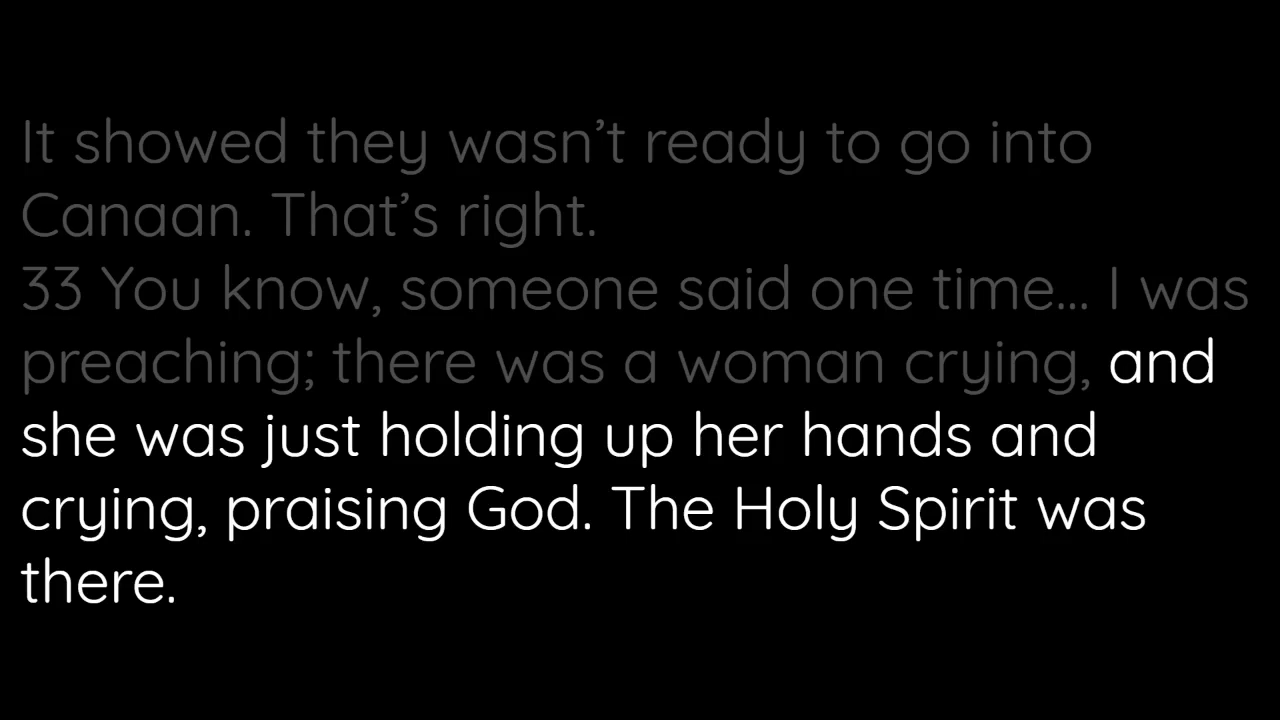 It showed they wasn’t ready to go into
Canaan. That’s right.
33 You know, someone said one time... I was
preaching; there was a woman crying, and
she was just holding up her hands and
crying, praising God. The Holy Spirit was
there.